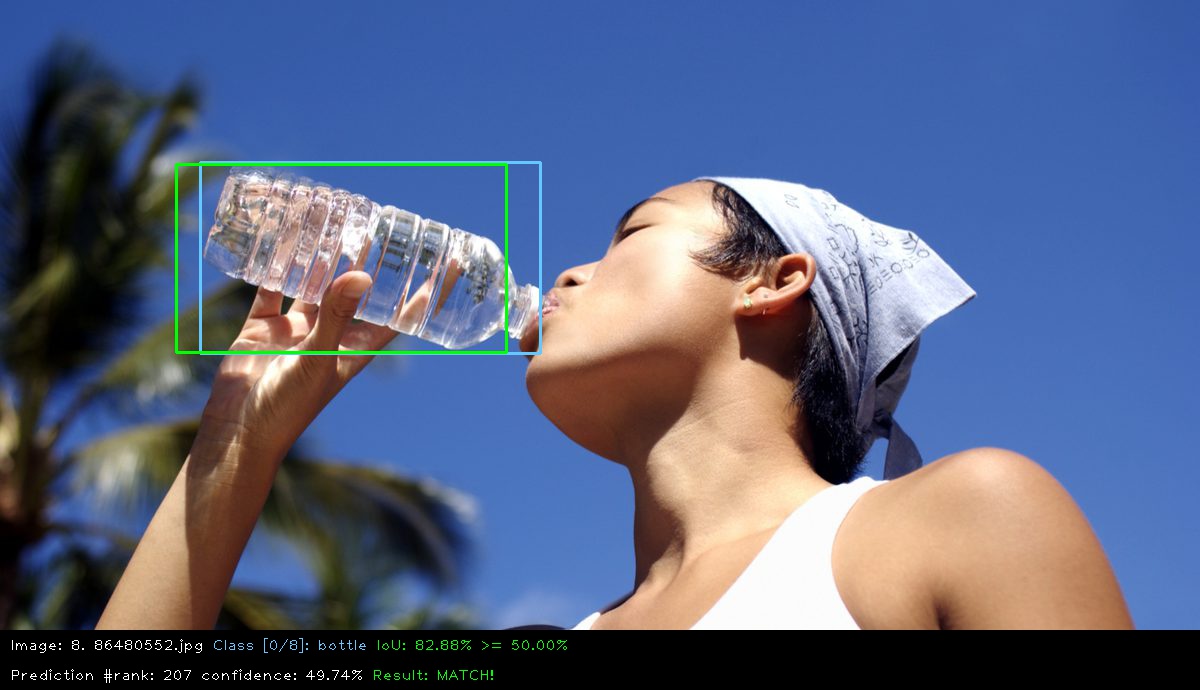 Image: 8. 86480552.jpg Class [0/8]: bottle IoU: 82.88% >= 50.00%
Prediction #rank: 207 confidence: 49.74% Result: MATCH!